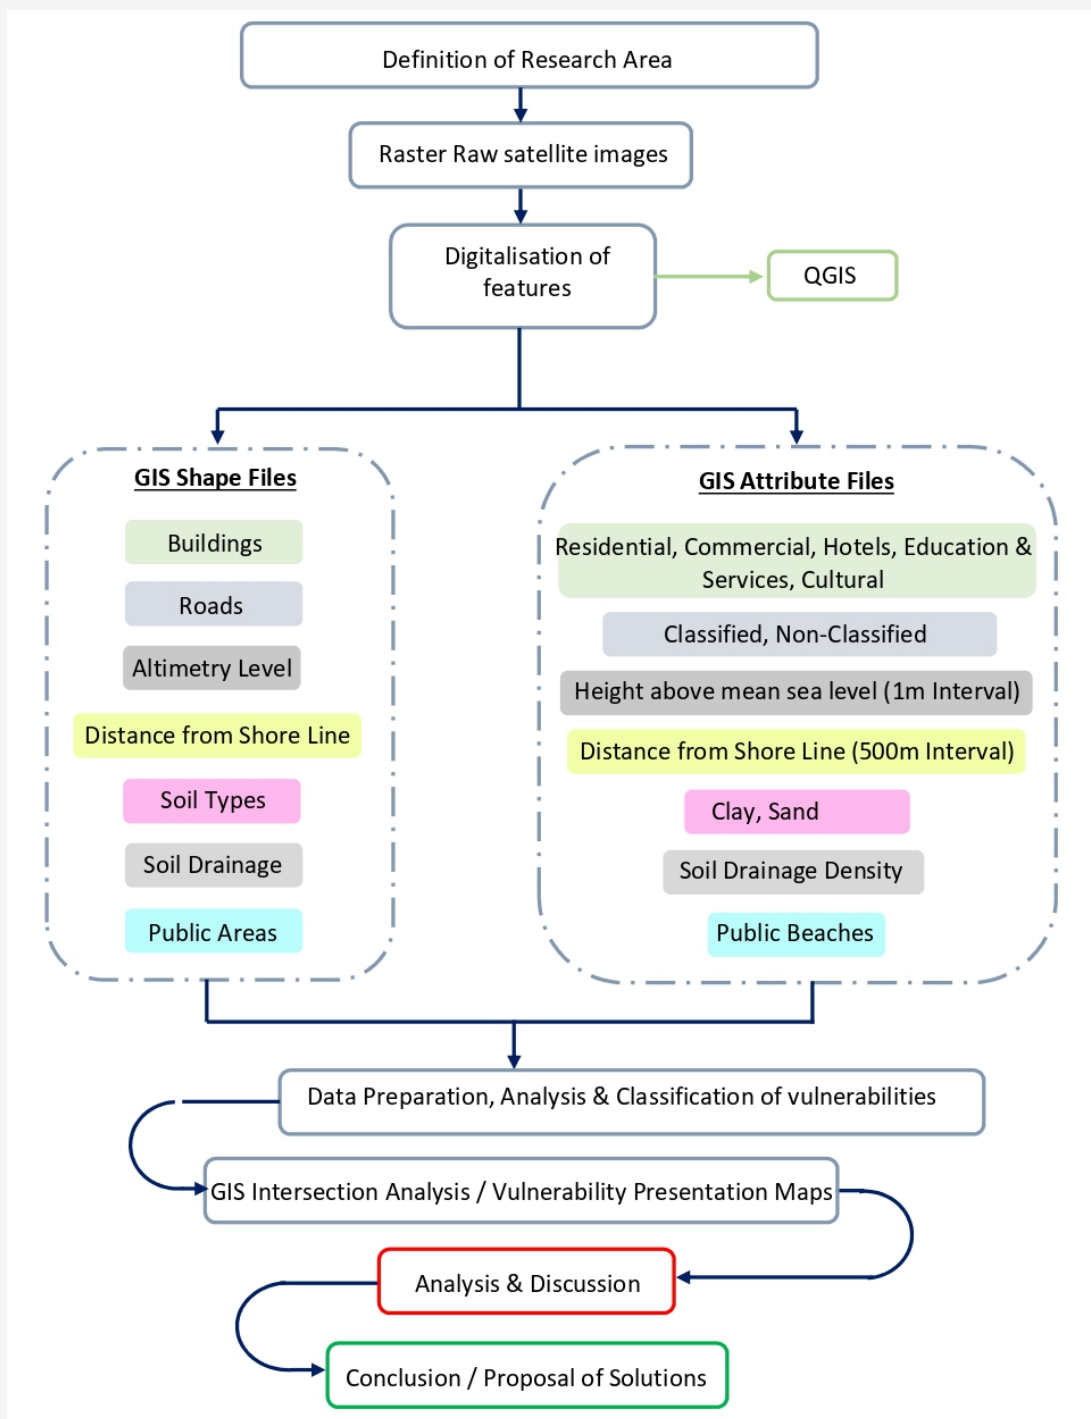 Definition of Research Area
Raster Raw satellite images
Digitalisation of
features
QGIS
GIS Shape Files
Buildings
Roads
Altimetry Level
Distance from Shore Line
Soil Types
Soil Drainage
Public Areas
GIS Attribute Files
Residential, Commercial, Hotels, Education &
Services, Cultural
Classified, Non-Classified
Height above mean sea level (1m Interval)
Distance from Shore Line (500m Interval)
Clay, Sand
Soil Drainage Density
Public Beaches
Data Preparation, Analysis & Classification of vulnerabilities
GIS Intersection Analysis / Vulnerability Presentation Maps
Analysis & Discussion
Conclusion / Proposal of Solutions